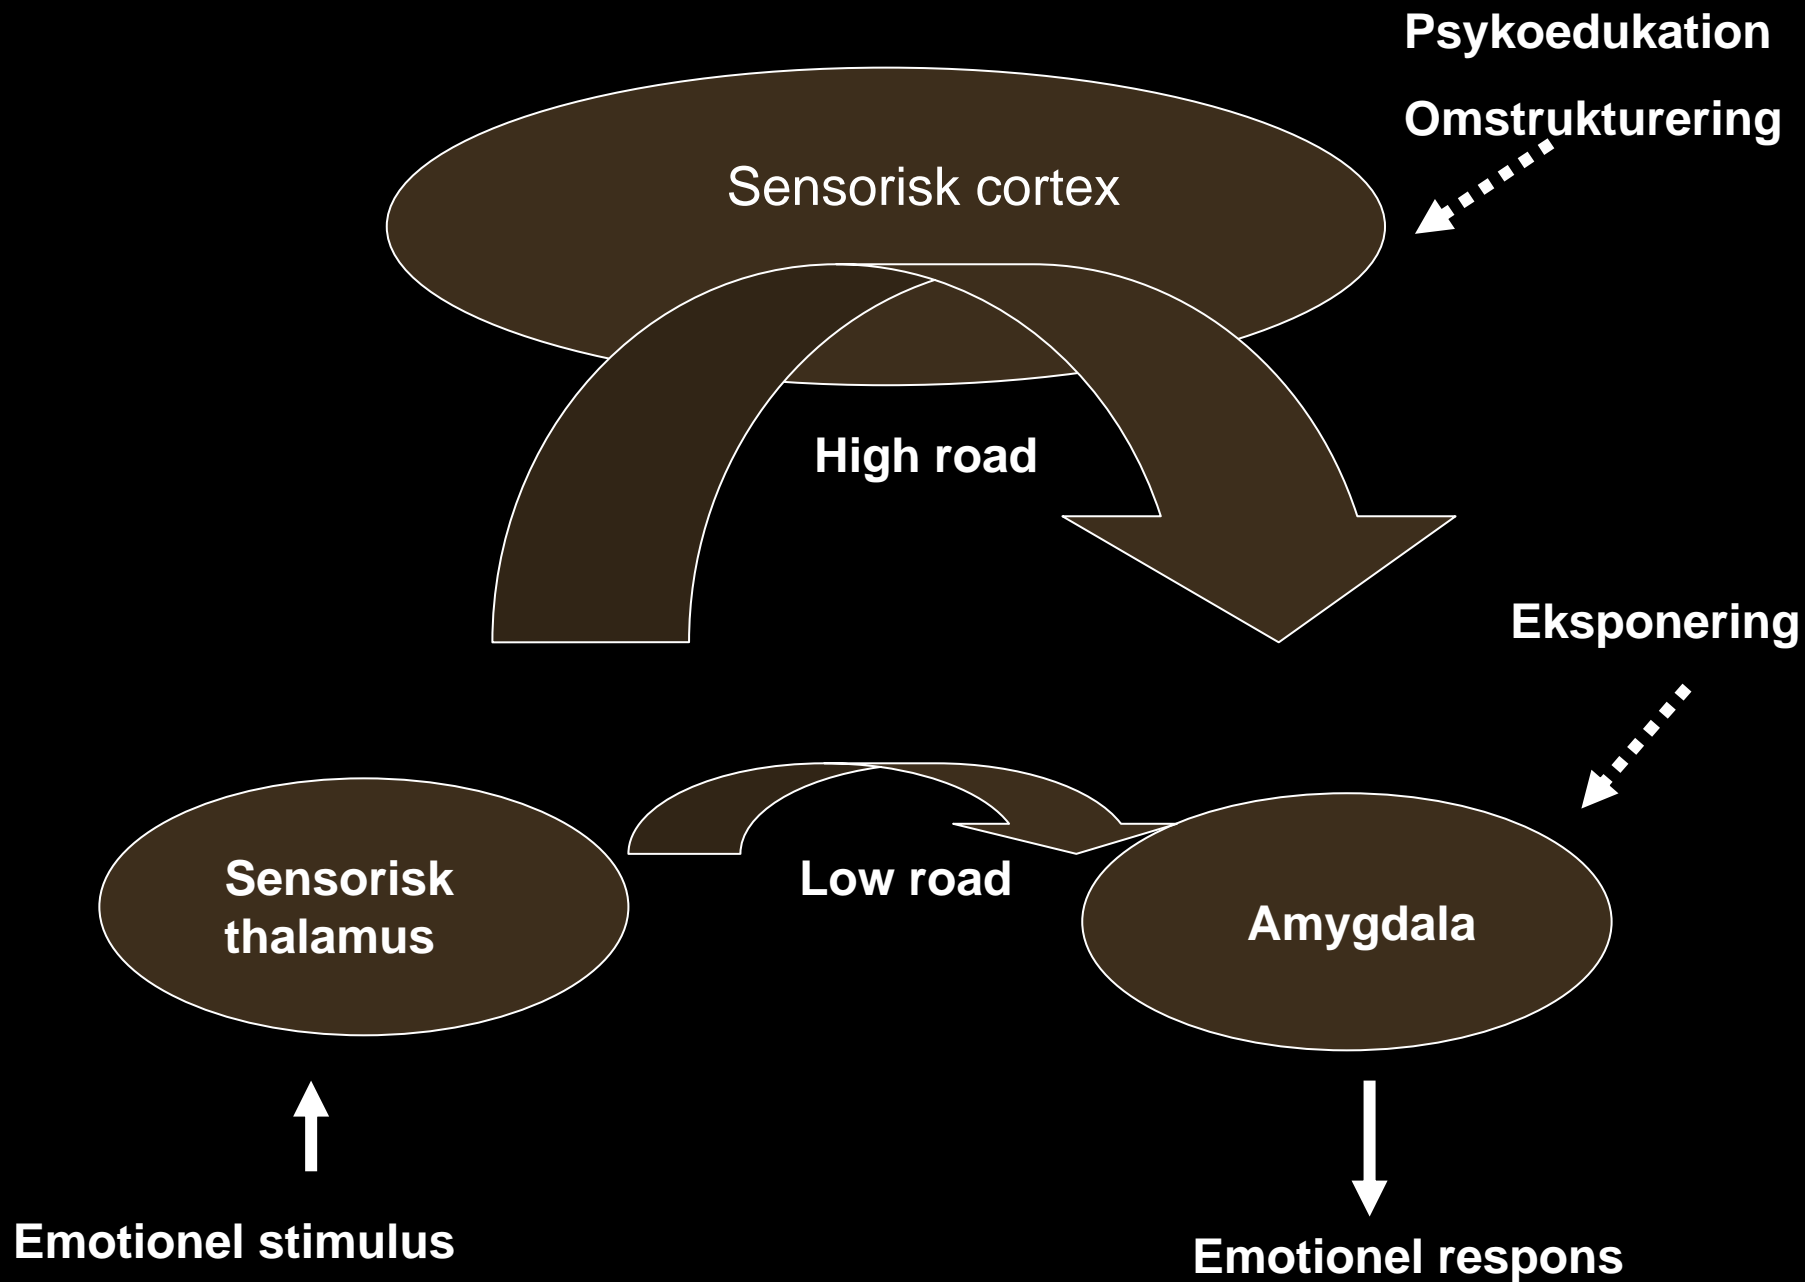 Psykoedukation
Omstrukturering
Sensorisk cortex
High road
Eksponering
Sensorisk
thalamus
Low road
Amygdala
Emotionel stimulus
Emotionel respons